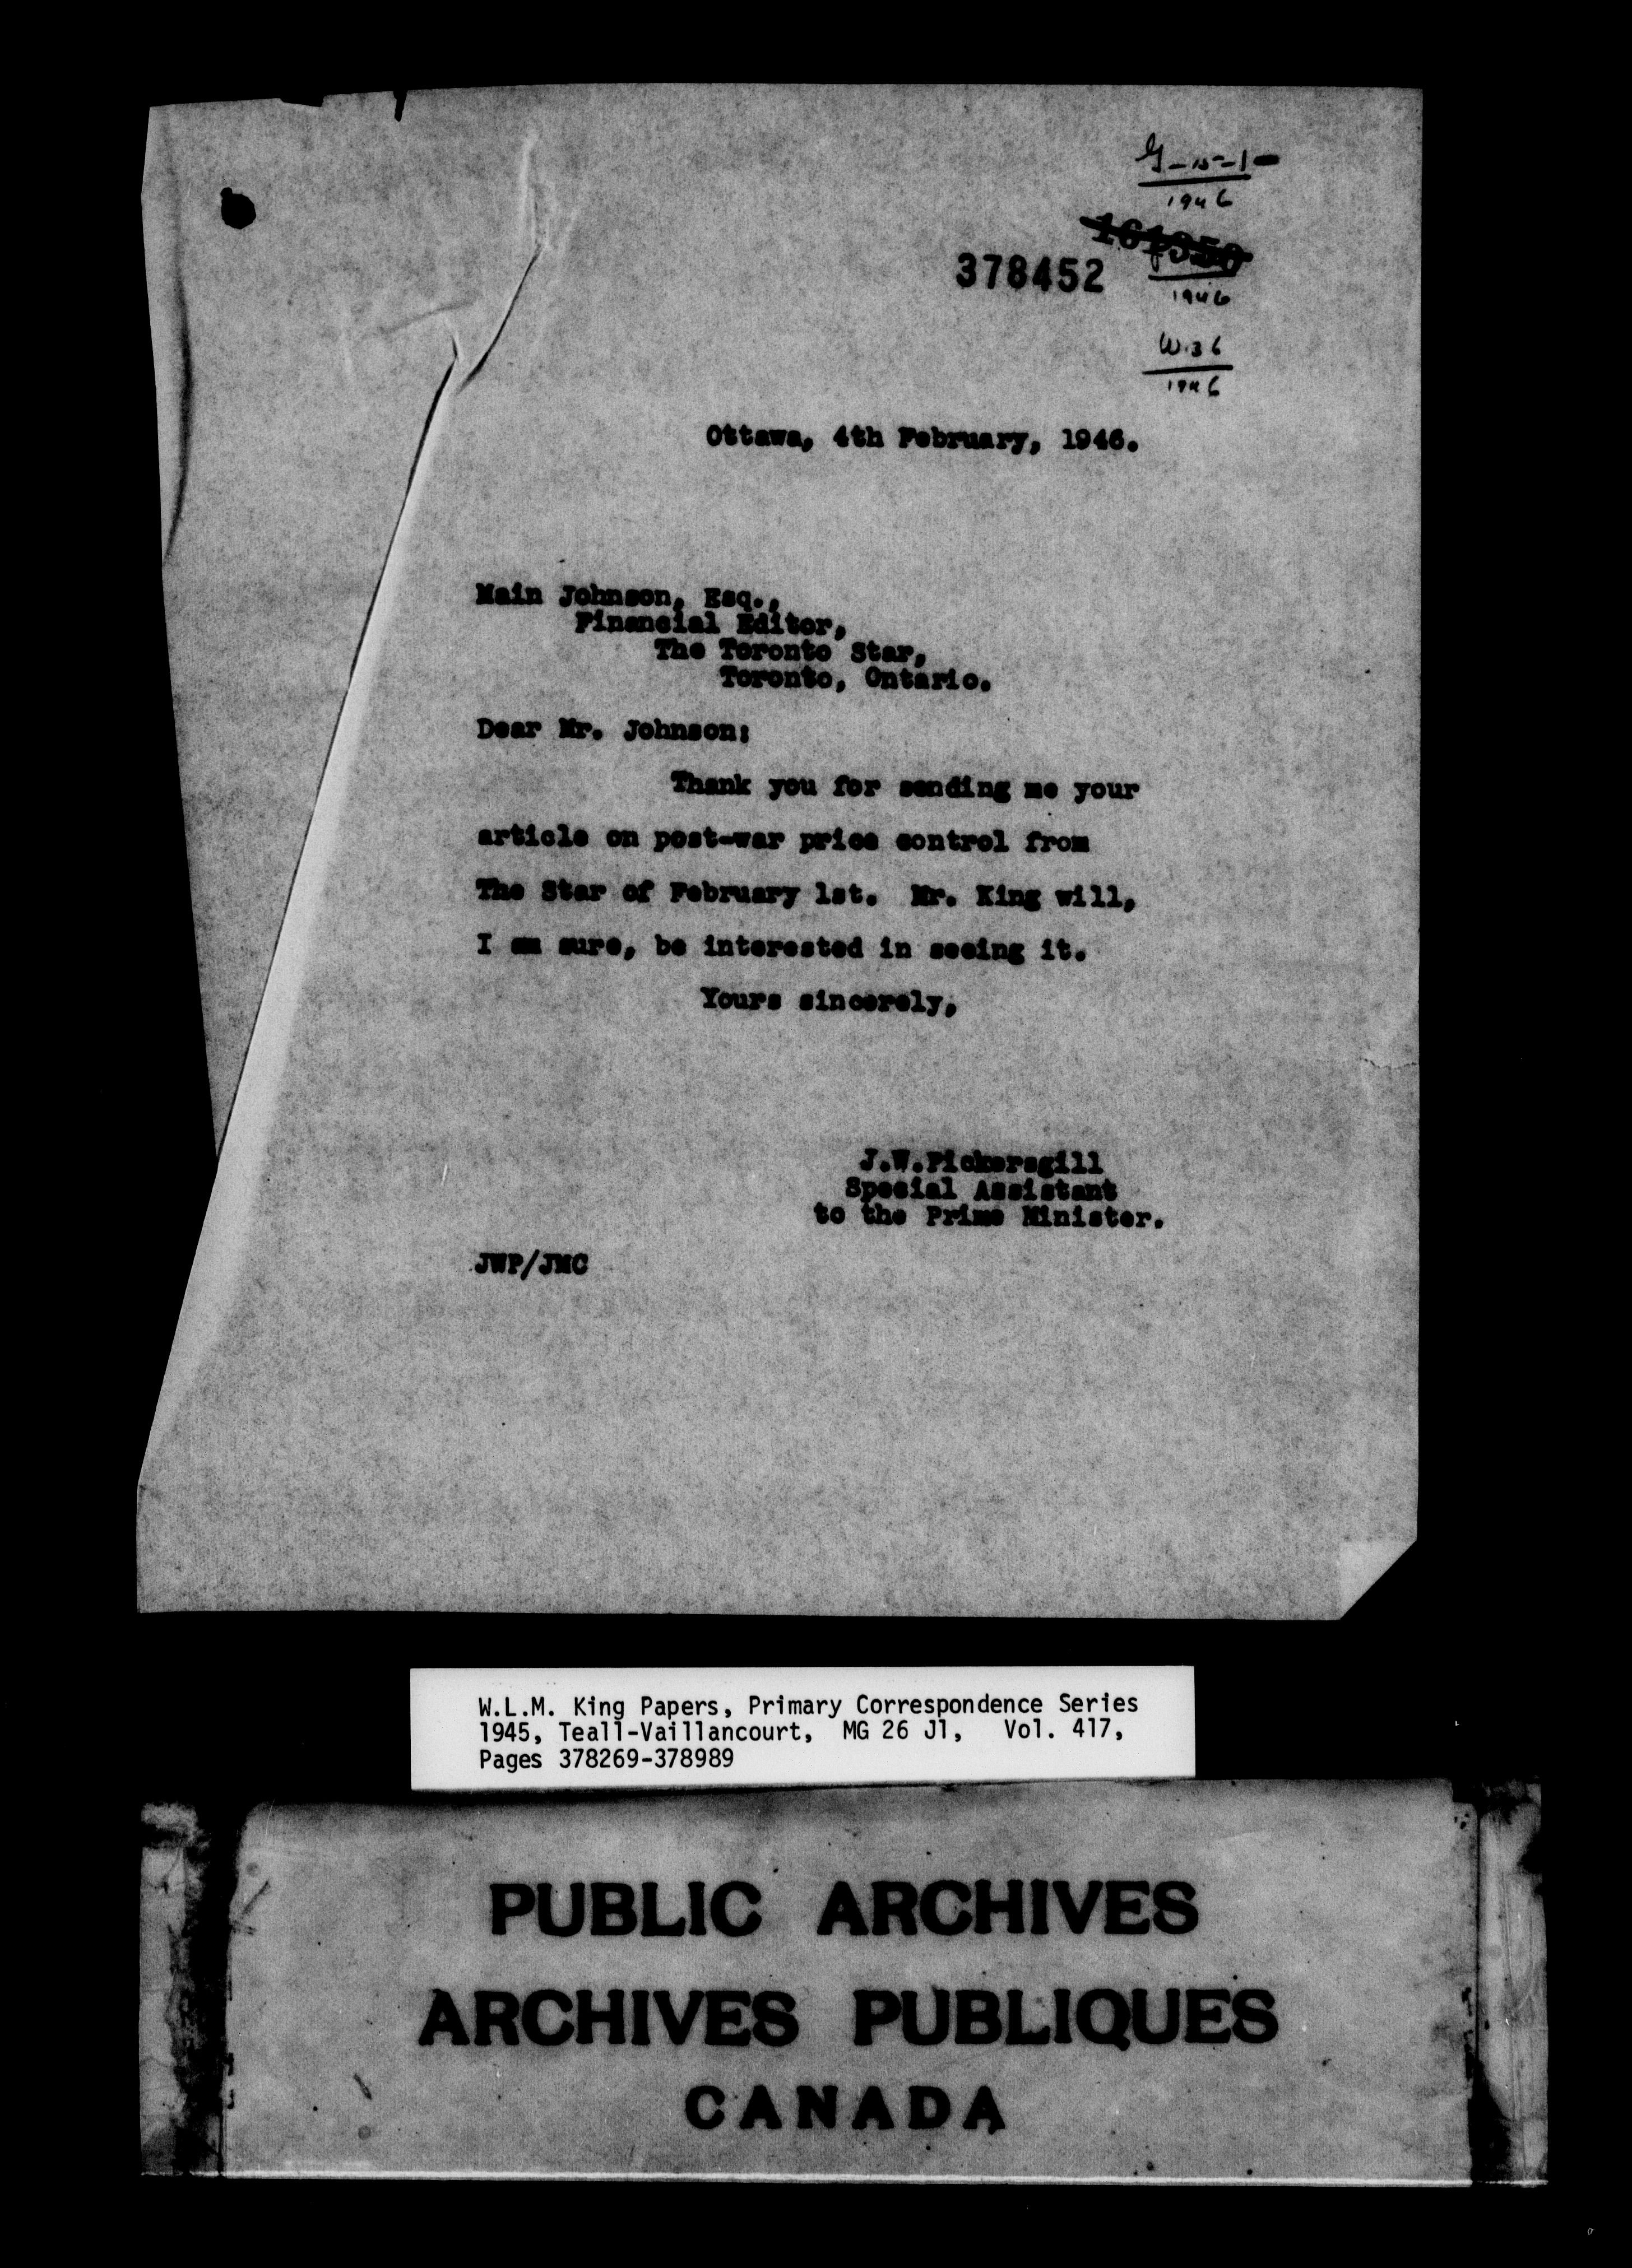 1946
378452
1946
W.36
1946
Ottawa, 4th February, 1946.
Main Johnson, Esq.,
Financial Editor,
The Toronto Star,
Toronto, Ontario.
Dear Mr. Johnson:
Thank you for sending me your
article on post-war price control from
The Star of February 1st. Mr. King will,
I am sure, be interested in seeing it.
Yours sincerely,
J.W.Pickersgill
Special Assistant
to the Prime Minister.
JWP/JMC
W.L.M. King Papers, Primary Correspondence Series
1945, Teall-Vaillancourt, MG 26 J1, Vol. 417,
Pages 378269-378989
PUBLIC ARCHIVES
ARCHIVES PUBLIQUES
CANADA